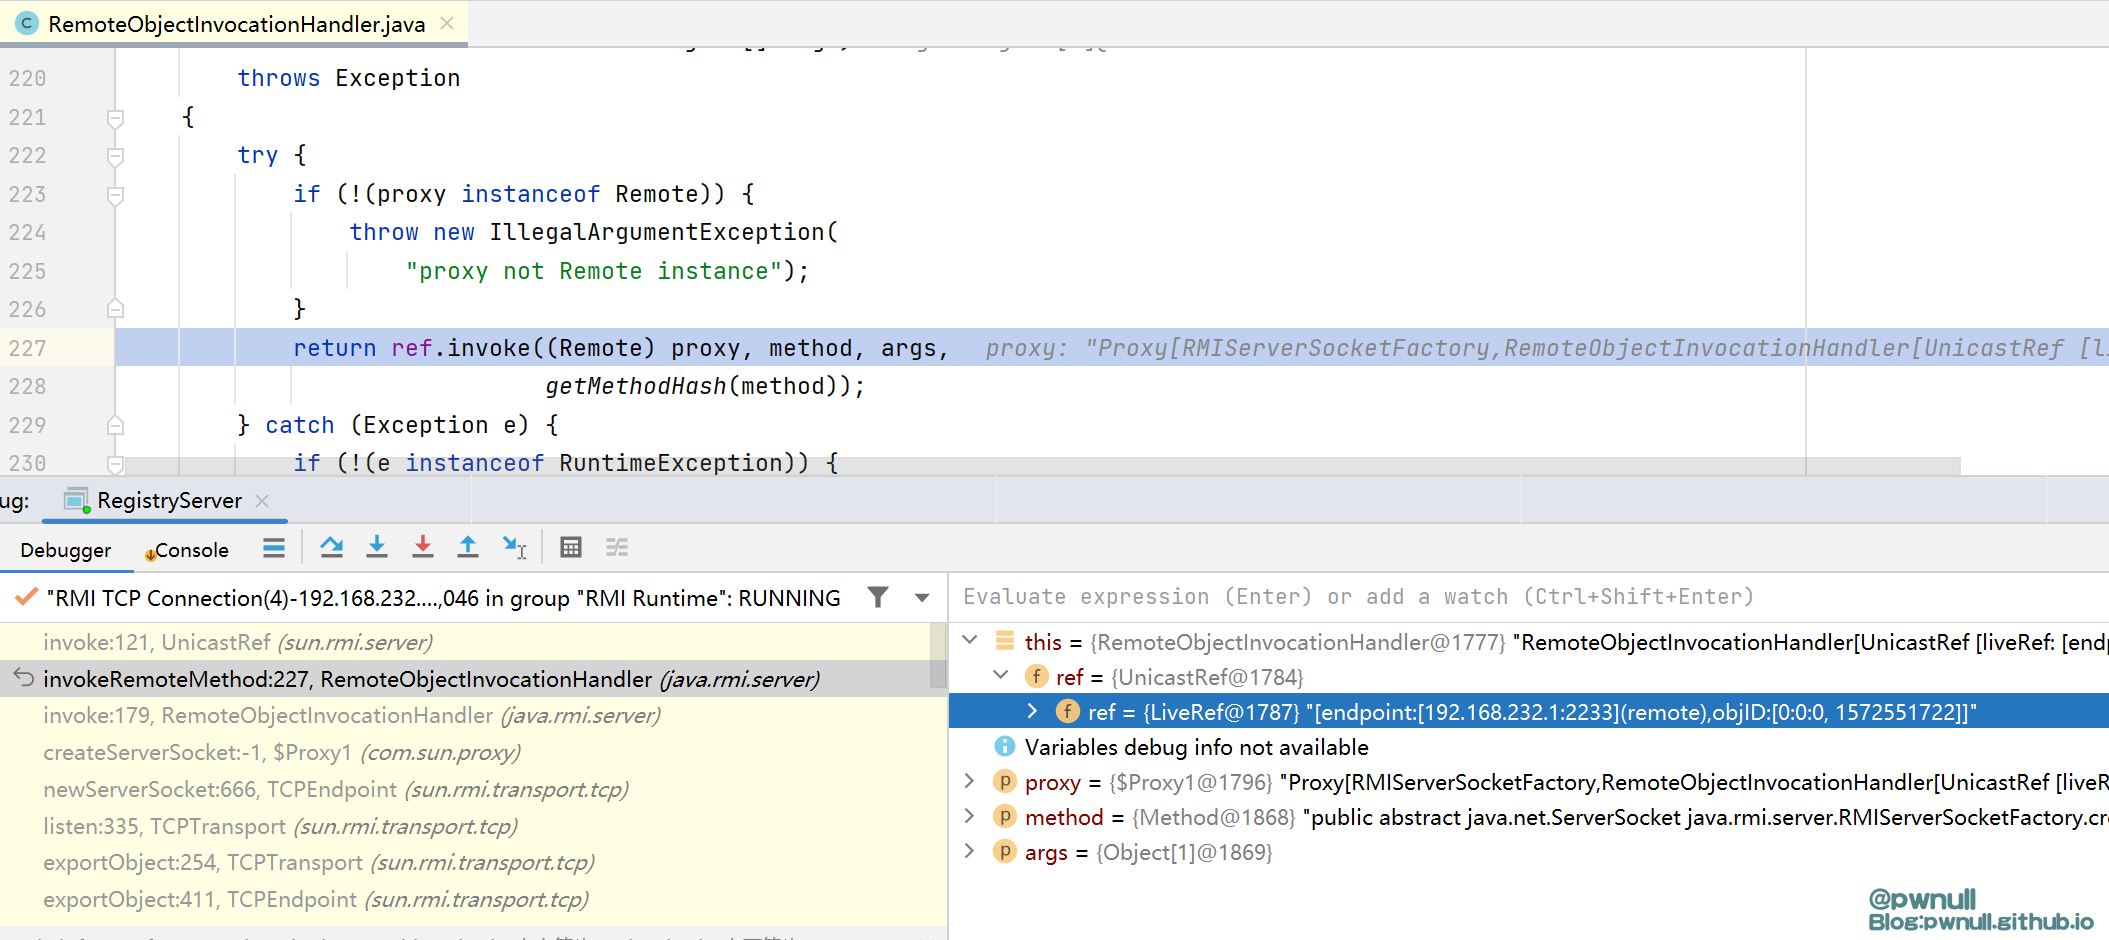 RemoteObjectInvocationHandler.java
220 throws Exception
221 {
222 try {
223 if (!(proxy instanceof Remote)) {
224 throw new IllegalArgumentException(
225 "proxy not Remote instance");
226 }
227 return ref.invoke((Remote) proxy, method, args, proxy: "Proxy[RMIServerSocketFactory,RemoteObjectInvocationHandler[UnicastRef [li
228 getMethodHash(method));
229 } catch (Exception e) {
230 if (!(e instanceof RuntimeException)) {
ug: RegistryServer
Debugger Console
"RMI TCP Connection(4)-192.168.232....,046 in group "RMI Runtime": RUNNING
Evaluate expression (Enter) or add a watch (Ctrl+Shift+Enter)
invoke:121, UnicastRef (sun.rmi.server)
invokeRemoteMethod:227, RemoteObjectInvocationHandler (java.rmi.server)
invoke:179, RemoteObjectInvocationHandler (java.rmi.server)
createServerSocket:-1, $Proxy1 (com.sun.proxy)
newServerSocket:666, TCPEndpoint (sun.rmi.transport.tcp)
listen:335, TCPTransport (sun.rmi.transport.tcp)
exportObject:254, TCPTransport (sun.rmi.transport.tcp)
exportObject:411, TCPEndpoint (sun.rmi.transport.tcp)
this = {RemoteObjectInvocationHandler@1777} "RemoteObjectInvocationHandler[UnicastRef [liveRef: [endp
ref = {UnicastRef@1784}
ref = {LiveRef@1787} "[endpoint:[192.168.232.1:2233](remote),objID:[0:0:0, 1572551722]]"
Variables debug info not available
proxy = {$Proxy1@1796} "Proxy[RMIServerSocketFactory,RemoteObjectInvocationHandler[UnicastRef [liveR
method = {Method@1868} "public abstract java.net.ServerSocket java.rmi.server.RMIServerSocketFactory.cr
args = {Object[1]@1869}
@pwnull
Blog:pwnull.github.io